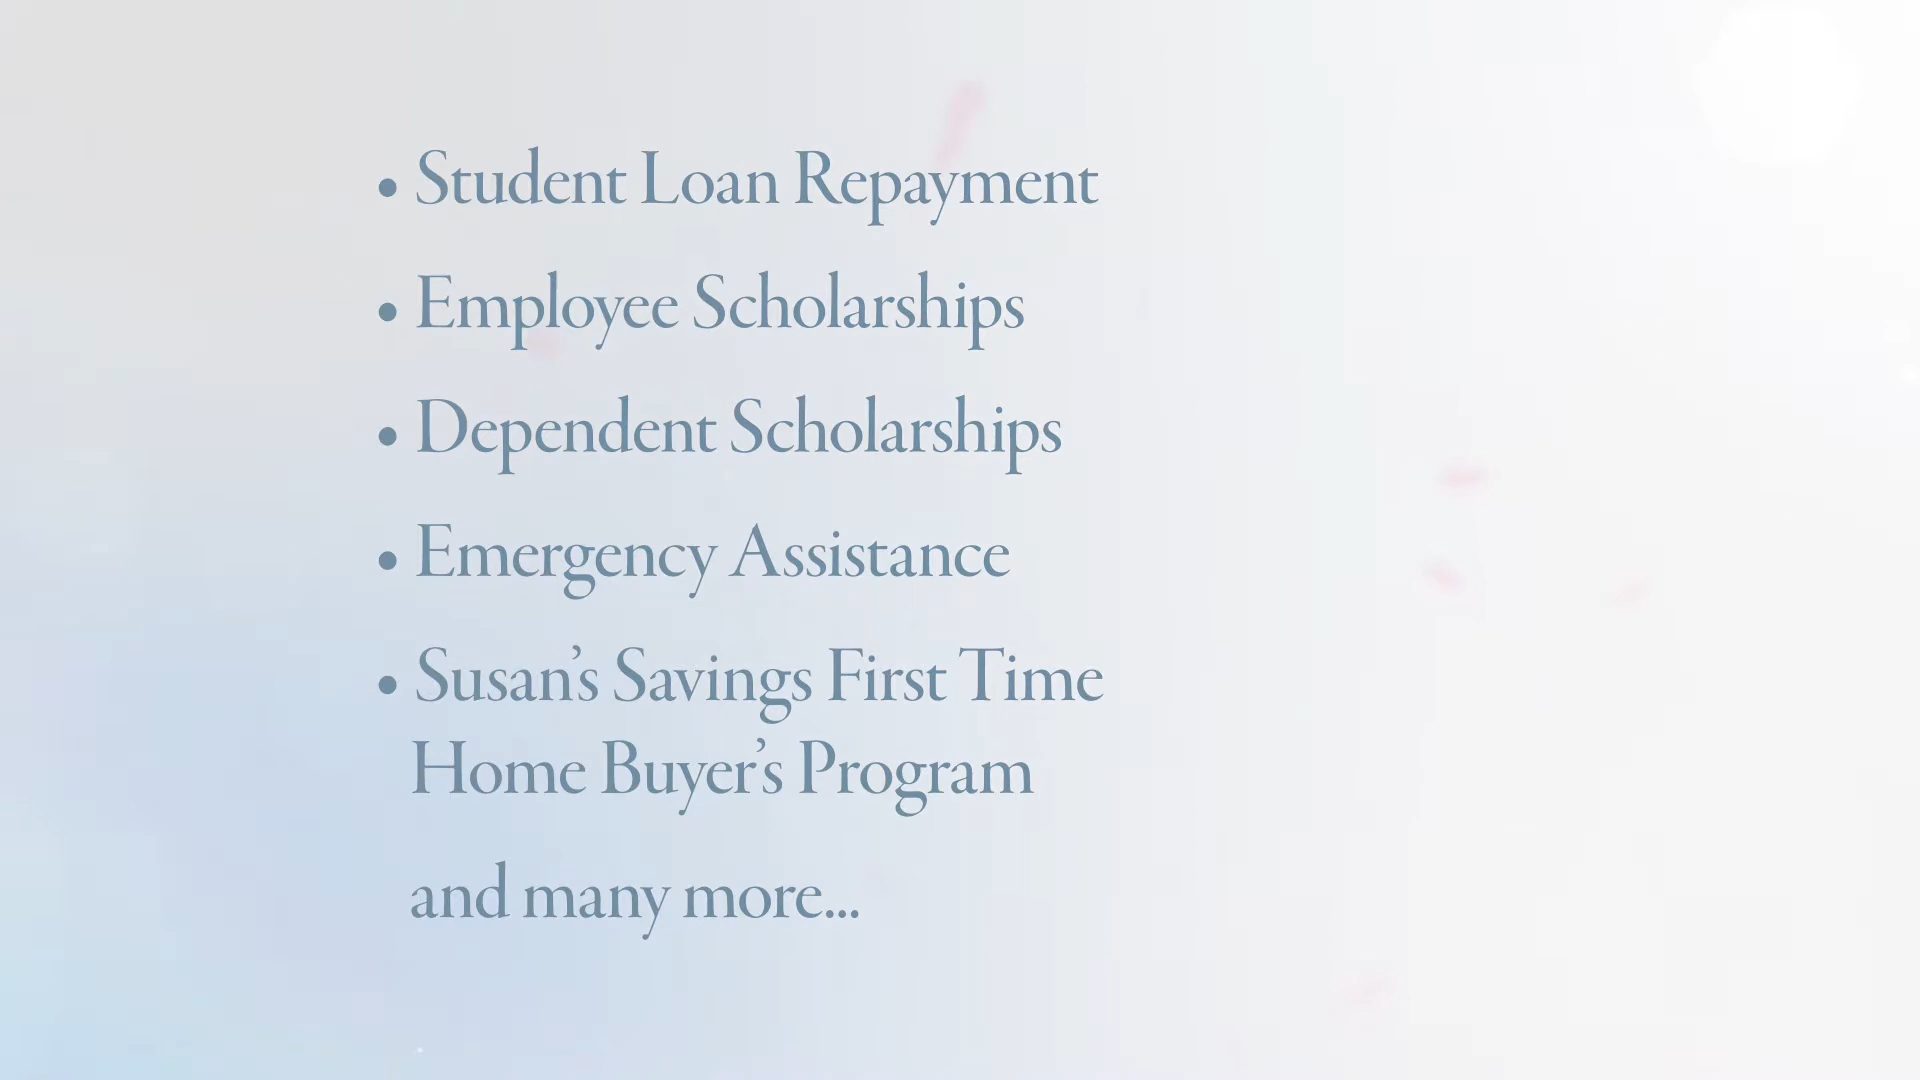 • Student Loan Repayment
• Employee Scholarships
• Dependent Scholarships
• Emergency Assistance
• Susan’s Savings First Time
Home Buyer’s Program
and many more...